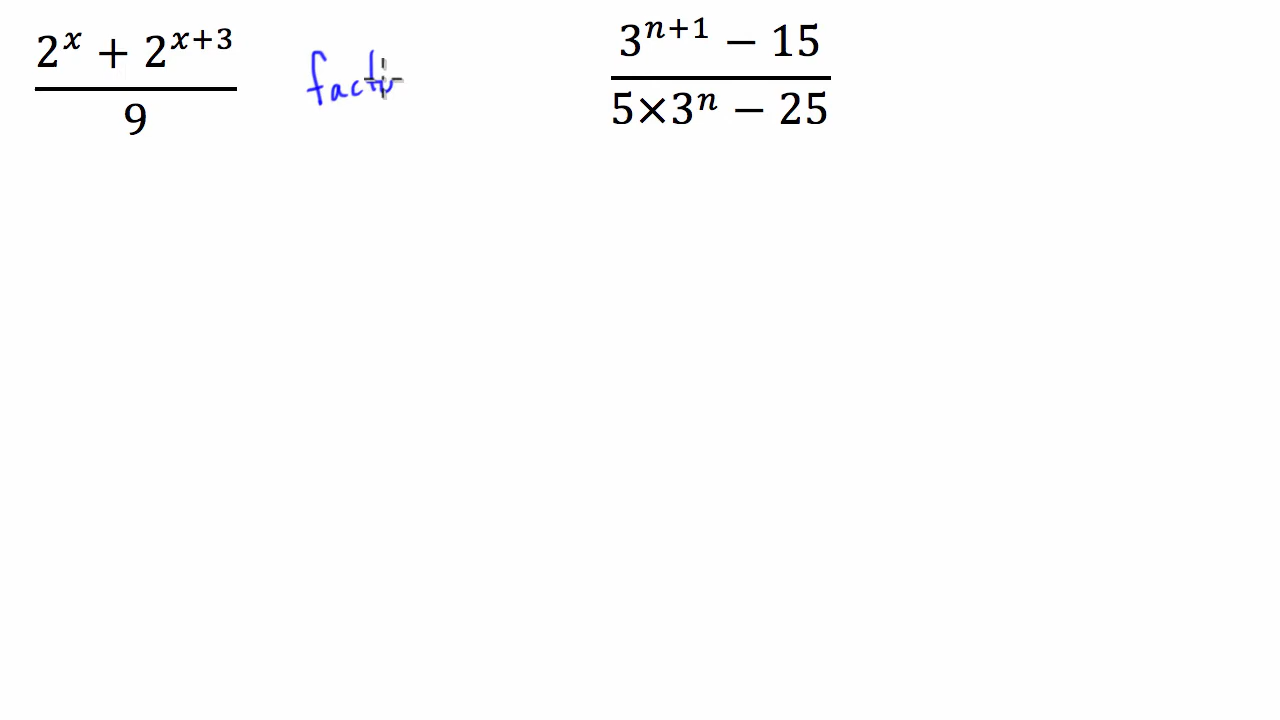 2^x + 2^{x+3}
9
3^{n+1} − 15
5×3^n − 25